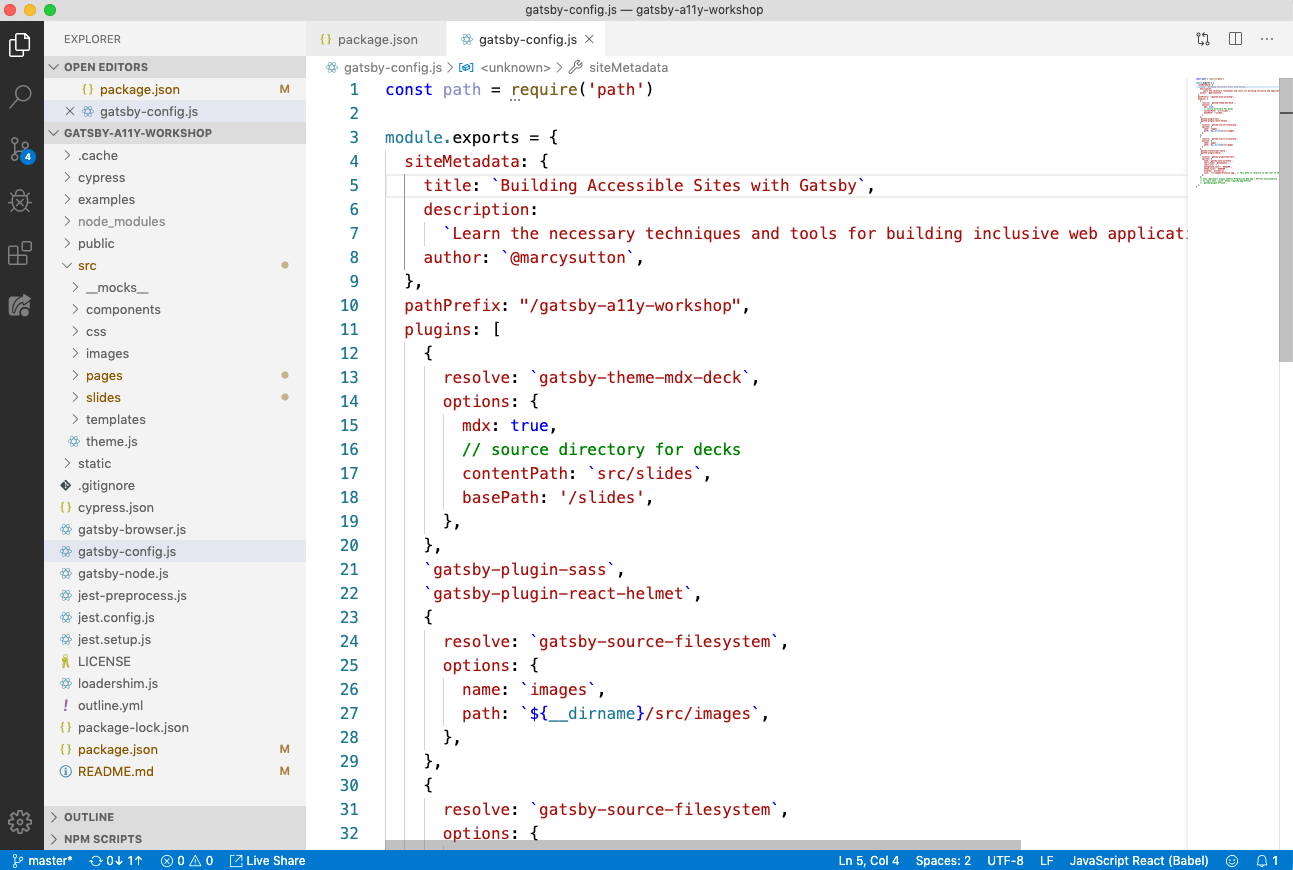 gatsby-config.js — gatsby-a11y-workshop
EXPLORER
OPEN EDITORS
{} package.json M
× gatsby-config.js
GATSBY-A11Y-WORKSHOP
.cache
cypress
examples
node_modules
public
src
__mocks__
components
css
images
pages
slides
templates
theme.js
static
.gitignore
{} cypress.json
gatsby-browser.js
gatsby-config.js
gatsby-node.js
jest-preprocess.js
jest.config.js
jest.setup.js
LICENSE
loadershim.js
! outline.yml
{} package-lock.json
{} package.json M
README.md M
OUTLINE
NPM SCRIPTS
4
{} package.json
gatsby-config.js ×
gatsby-config.js > <unknown> > siteMetadata
1 const path = require('path')
2
3 module.exports = {
4 siteMetadata: {
5 title: `Building Accessible Sites with Gatsby`,
6 description:
7 `Learn the necessary techniques and tools for building inclusive web applicati
8 author: `@marcysutton`,
9 },
10 pathPrefix: "/gatsby-a11y-workshop",
11 plugins: [
12 {
13 resolve: `gatsby-theme-mdx-deck`,
14 options: {
15 mdx: true,
16 // source directory for decks
17 contentPath: `src/slides`,
18 basePath: '/slides',
19 },
20 },
21 `gatsby-plugin-sass`,
22 `gatsby-plugin-react-helmet`,
23 {
24 resolve: `gatsby-source-filesystem`,
25 options: {
26 name: `images`,
27 path: `${__dirname}/src/images`,
28 },
29 },
30 {
31 resolve: `gatsby-source-filesystem`,
32 options: {
master* 0↓ 1↑ 0 0 Live Share Ln 5, Col 4 Spaces: 2 UTF-8 LF JavaScript React (Babel) 1